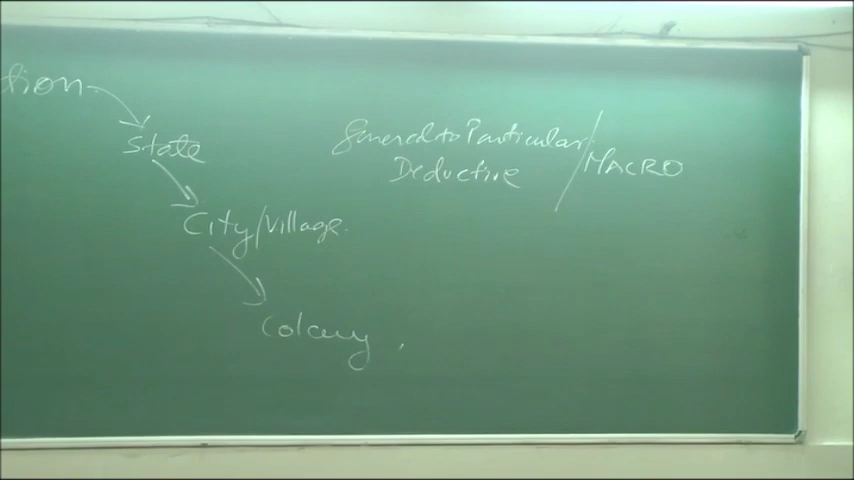 tion
State
City/Village.
Colony.
General to Particular/
Deductive
MACRO